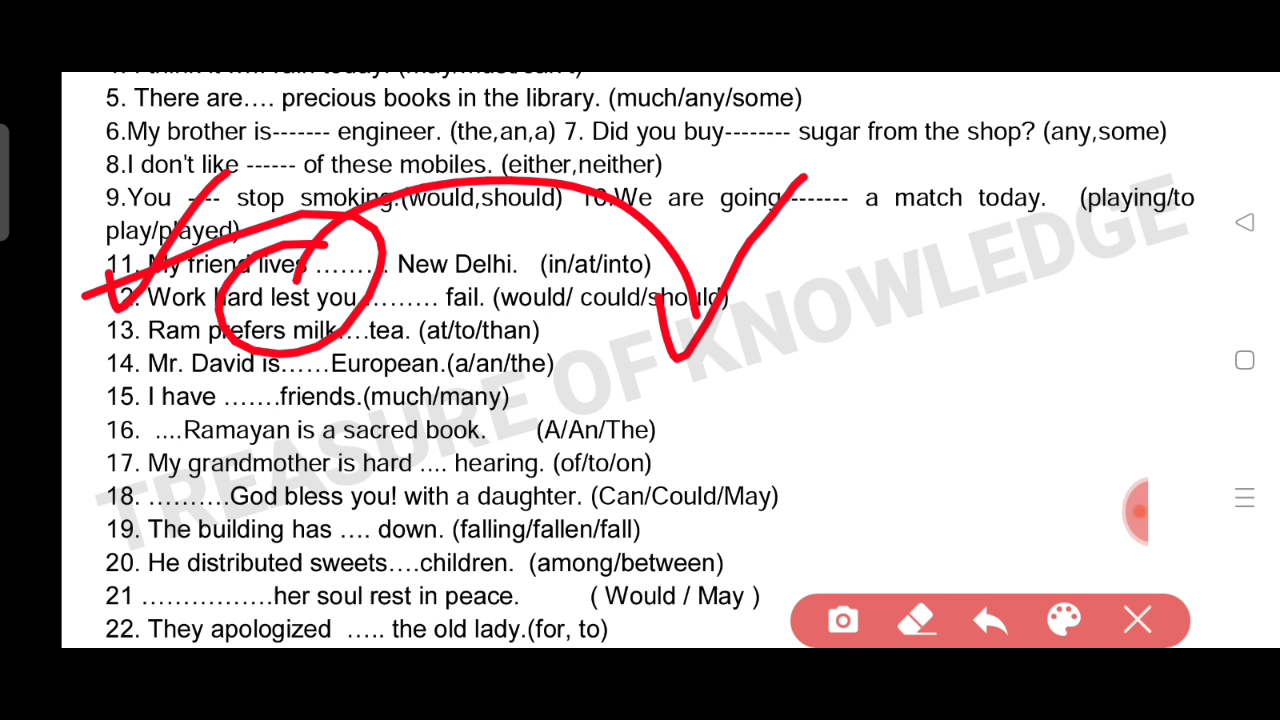 5. There are…. precious books in the library. (much/any/some)
6.My brother is------- engineer. (the,an,a) 7. Did you buy-------- sugar from the shop? (any,some)
8.I don't like ------ of these mobiles. (either,neither)
9.You ---- stop smoking.(would,should) 10.We are going------- a match today. (playing/to
play/played)
11. My friend lives ……... New Delhi. (in/at/into)
12. Work hard lest you……… fail. (would/ could/should)
13. Ram prefers milk….tea. (at/to/than)
14. Mr. David is……European.(a/an/the)
15. I have …….friends.(much/many)
16. ....Ramayan is a sacred book. (A/An/The)
17. My grandmother is hard .... hearing. (of/to/on)
18. ……….God bless you! with a daughter. (Can/Could/May)
19. The building has …. down. (falling/fallen/fall)
20. He distributed sweets….children. (among/between)
21 …………….her soul rest in peace. ( Would / May )
22. They apologized ….. the old lady.(for, to)
TREASURE OF KNOWLEDGE